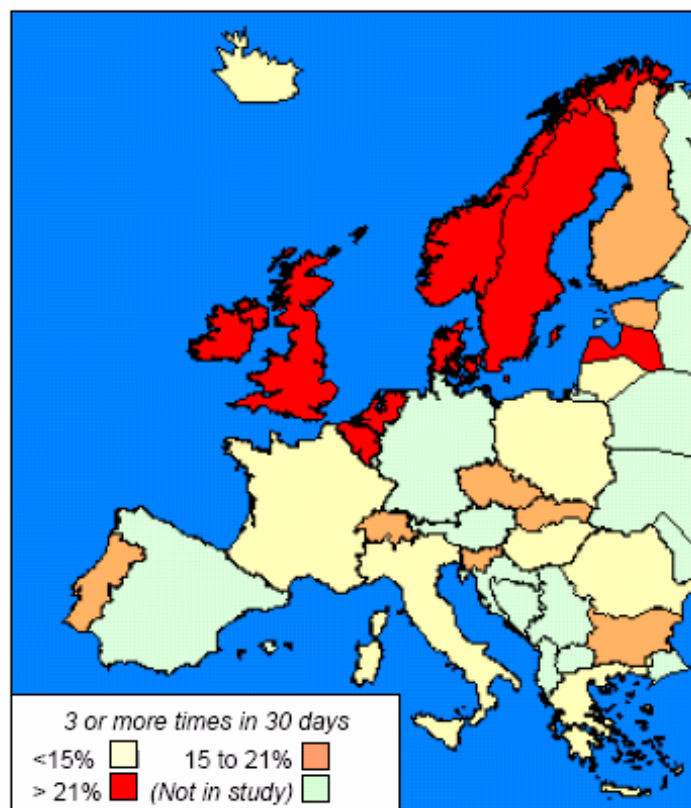 3 or more times in 30 days
<15% 15 to 21%
> 21% (Not in study)